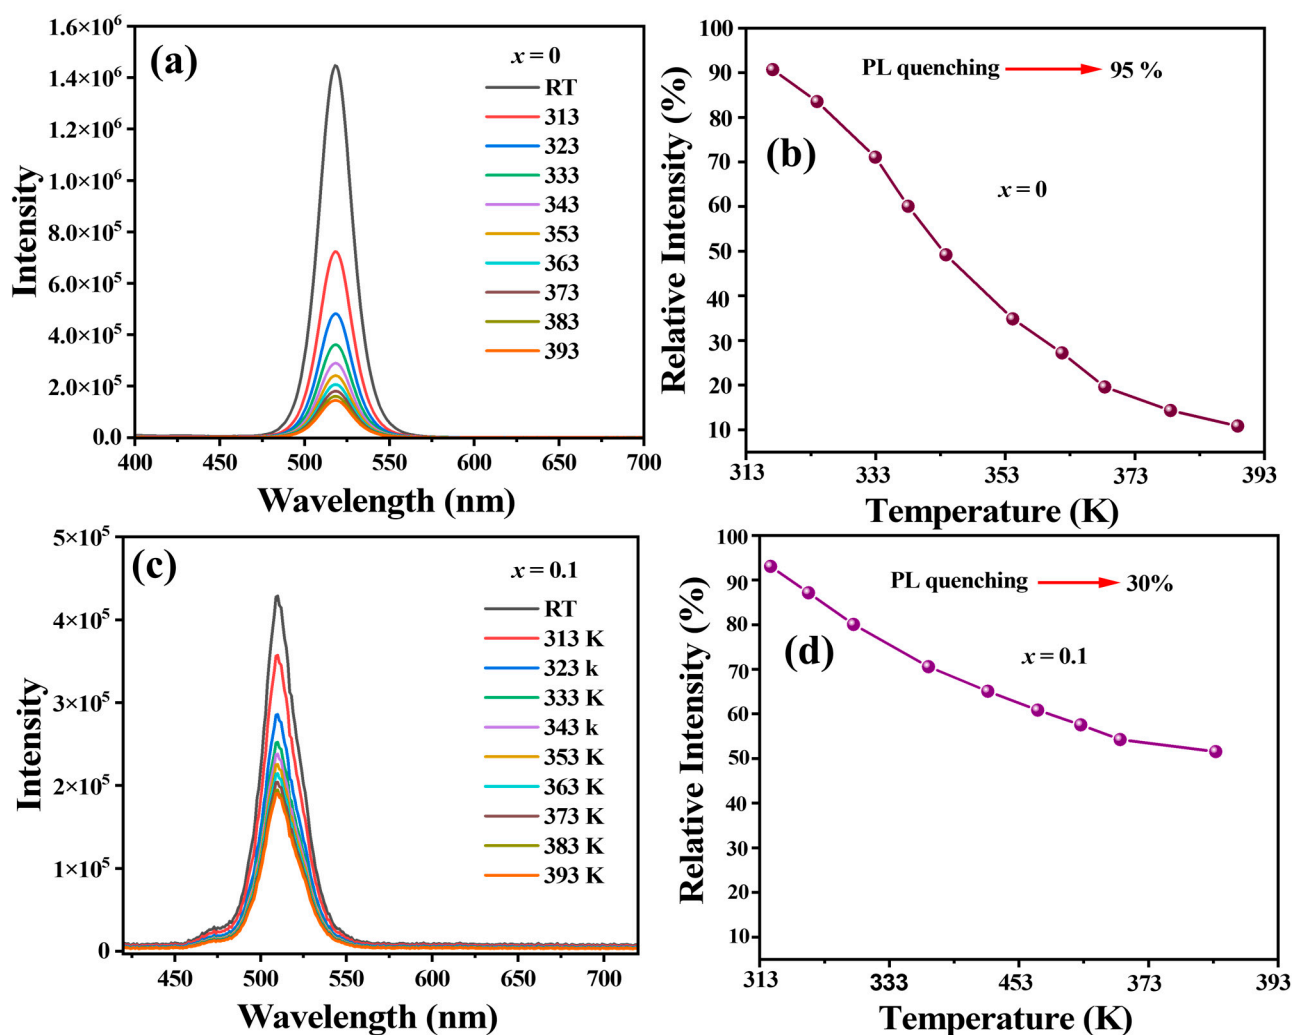 (a)
x = 0
RT
313
323
333
343
353
363
373
383
393
1.6×10⁶
1.4×10⁶
1.2×10⁶
1.0×10⁶
8.0×10⁵
6.0×10⁵
4.0×10⁵
2.0×10⁵
0.0
Intensity
400 450 500 550 600 650 700
Wavelength (nm)
(b)
PL quenching 95 %
x = 0
100
90
80
70
60
50
40
30
20
10
Relative Intensity (%)
313 333 353 373 393
Temperature (K)
(c)
x = 0.1
RT
313 K
323 k
333 K
343 k
353 K
363 K
373 K
383 K
393 K
5×10⁵
4×10⁵
3×10⁵
2×10⁵
1×10⁵
0
Intensity
450 500 550 600 650 700
Wavelength (nm)
(d)
PL quenching 30%
x = 0.1
100
90
80
70
60
50
40
30
20
10
Relative Intensity (%)
313 333 453 373 393
Temperature (K)